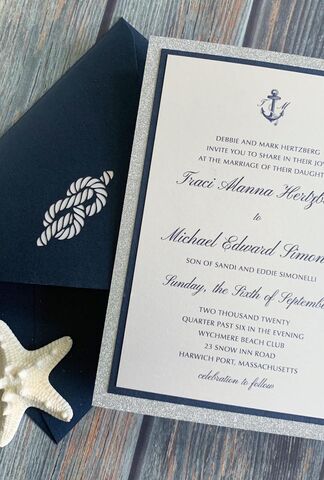 T M
DEBBIE AND MARK HERTZBERG
INVITE YOU TO SHARE IN THEIR JO
AT THE MARRIAGE OF THEIR DAUGHT
Traci Alanna Hertzb
to
Michael Edward Simon
SON OF SANDI AND EDDIE SIMONELLI
Sunday, the Sixth of September
TWO THOUSAND TWENTY
QUARTER PAST SIX IN THE EVENING
WYCHMERE BEACH CLUB
23 SNOW INN ROAD
HARWICH PORT, MASSACHUSETTS
celebration to follow